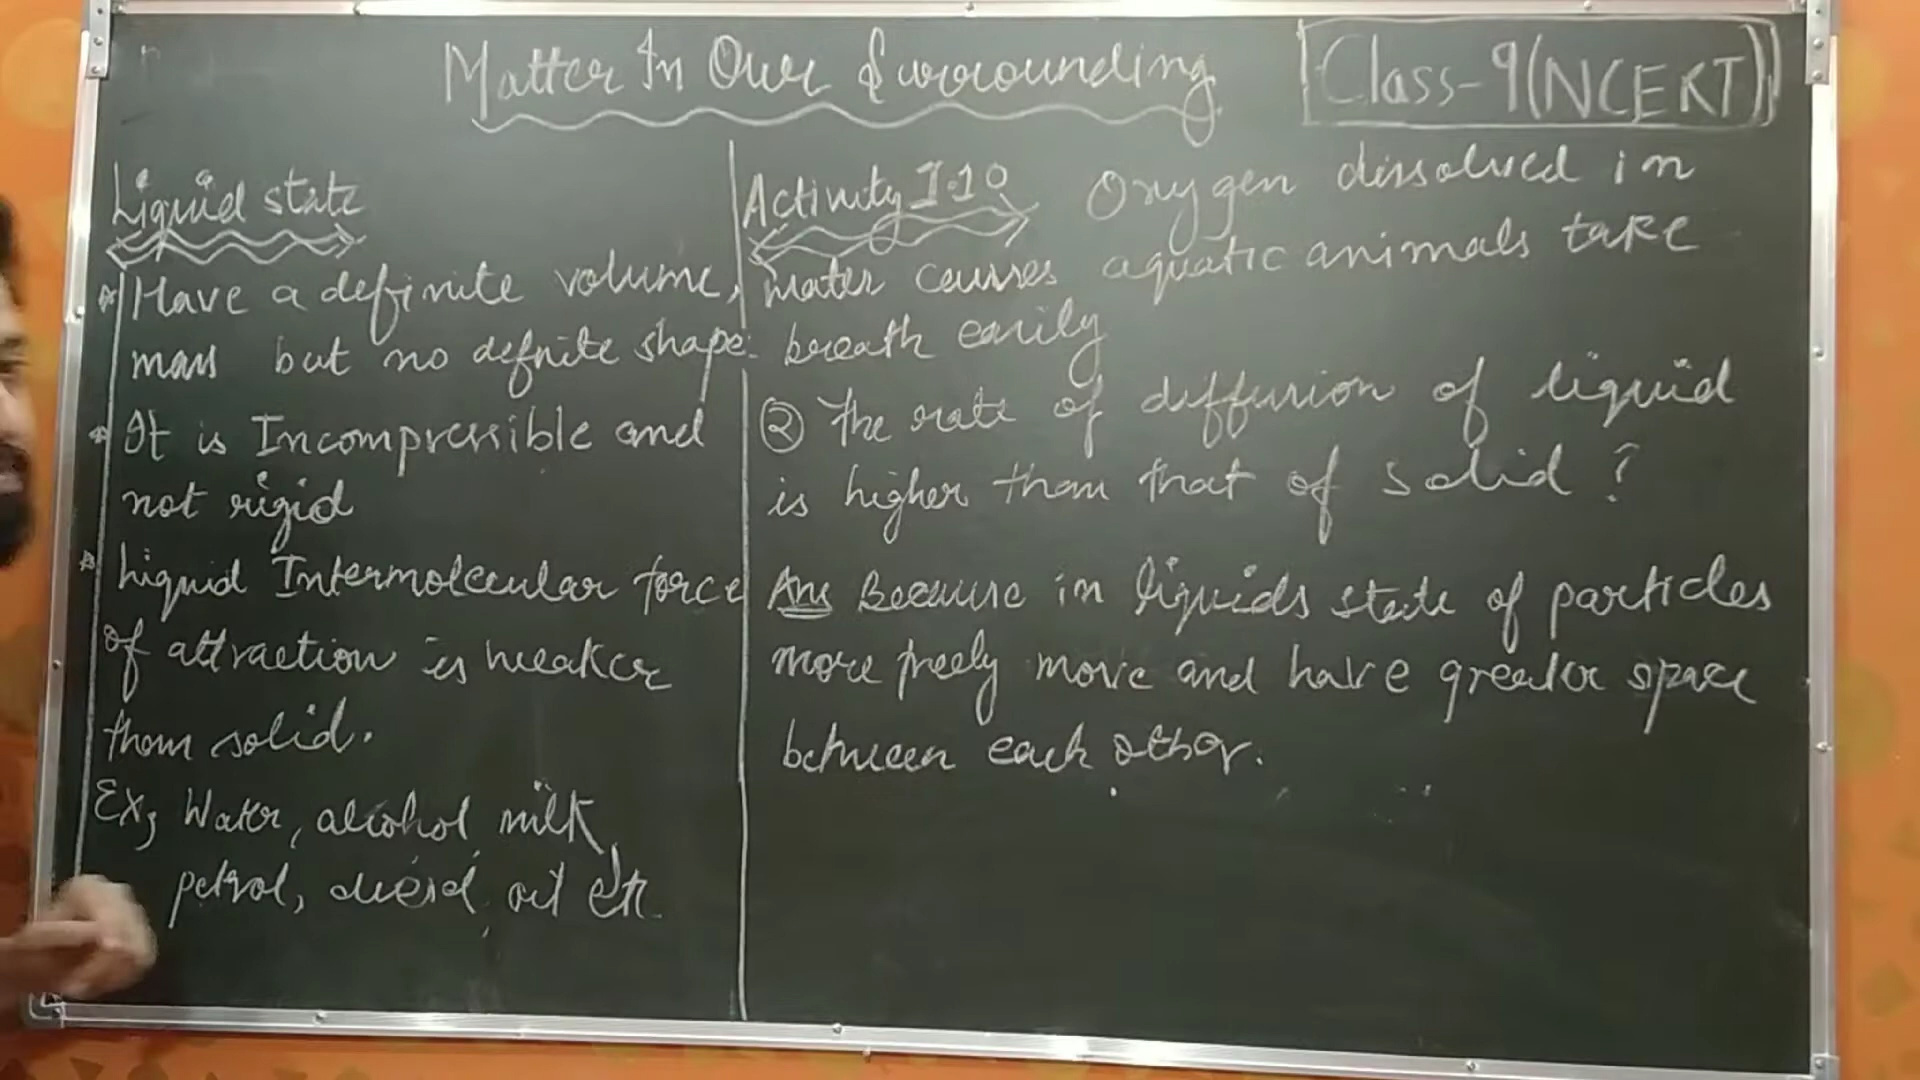 Matter In Our Surrounding
Class-9(NCERT)
Liquid state
Have a definite volume,
mass but no defnite shape.
It is Incompressible and
not rigid
Liquid Intermoleculor force
of attraction is weaker
than solid.
Ex, Water, alcohol, milk,
petrol, diesel, oil etc.
Activity 1.10 Oxygen dissolved in
water causes aquatic animals take
breath easily
② The rate of diffusion of liquid
is higher than that of solid?
Ans Because in liquids state of particles
more freely move and have greater space
between each other.